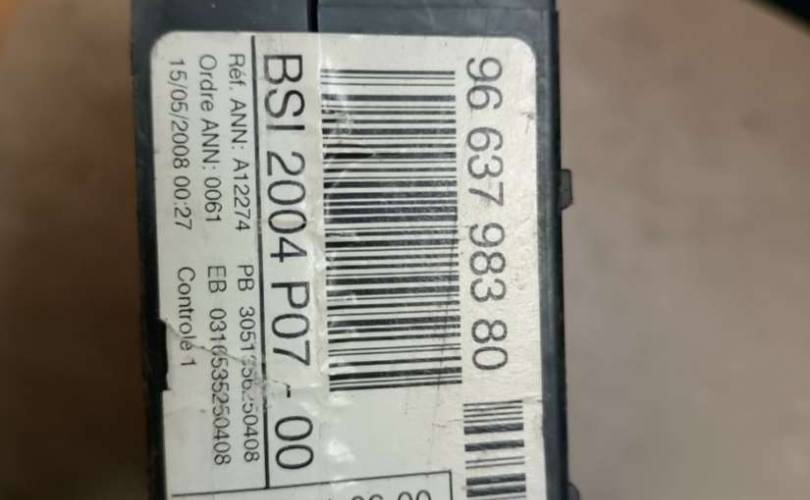 96 637 983 80
BSI 2004 P07 - 00
Réf. ANN: A12274 PB
Ordre ANN: 0061 EB 0316535250408
15/05/2008 00:27 Controlé 1